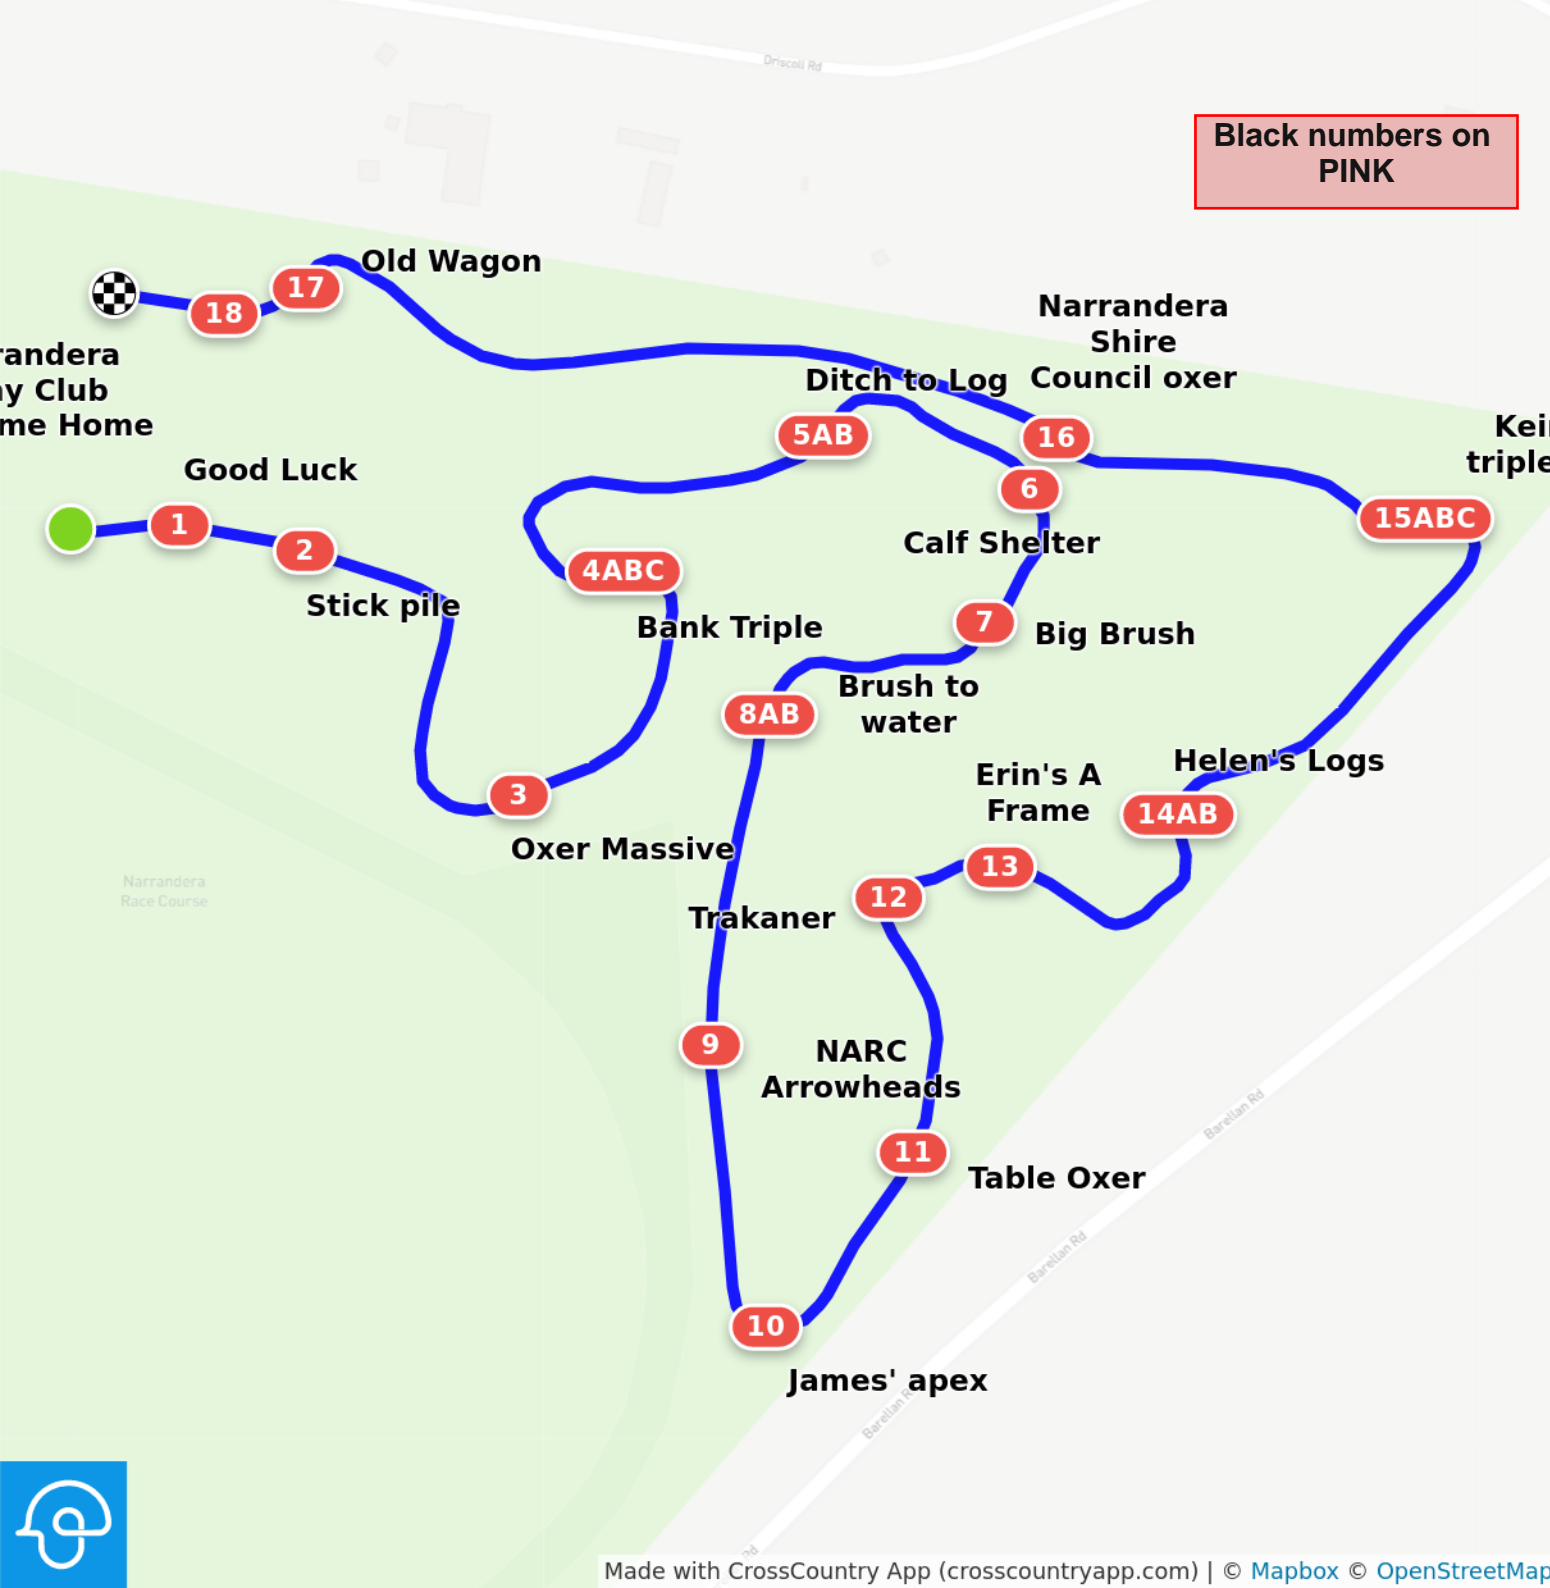 Driscoll Rd
Black numbers on
PINK
Old Wagon
17
18
Narrandera
Shire
Council oxer
Ditch to Log
randera
Club
me Home
5AB
16
triple
Good Luck
6
15ABC
1
2
Calf Shelter
4ABC
Stick pile
Bank Triple
7
Big Brush
Brush to
water
8AB
Helen's Logs
Erin's A
Frame
3
14AB
Oxer Massive
13
12
Narrandera
Race Course
Trakaner
9
NARC
Arrowheads
Barellan Rd
11
Table Oxer
Barellan Rd
10
James' apex
Barellan R
Rd
Made with CrossCountry App (crosscountryapp.com) | © Mapbox © OpenStreetMap